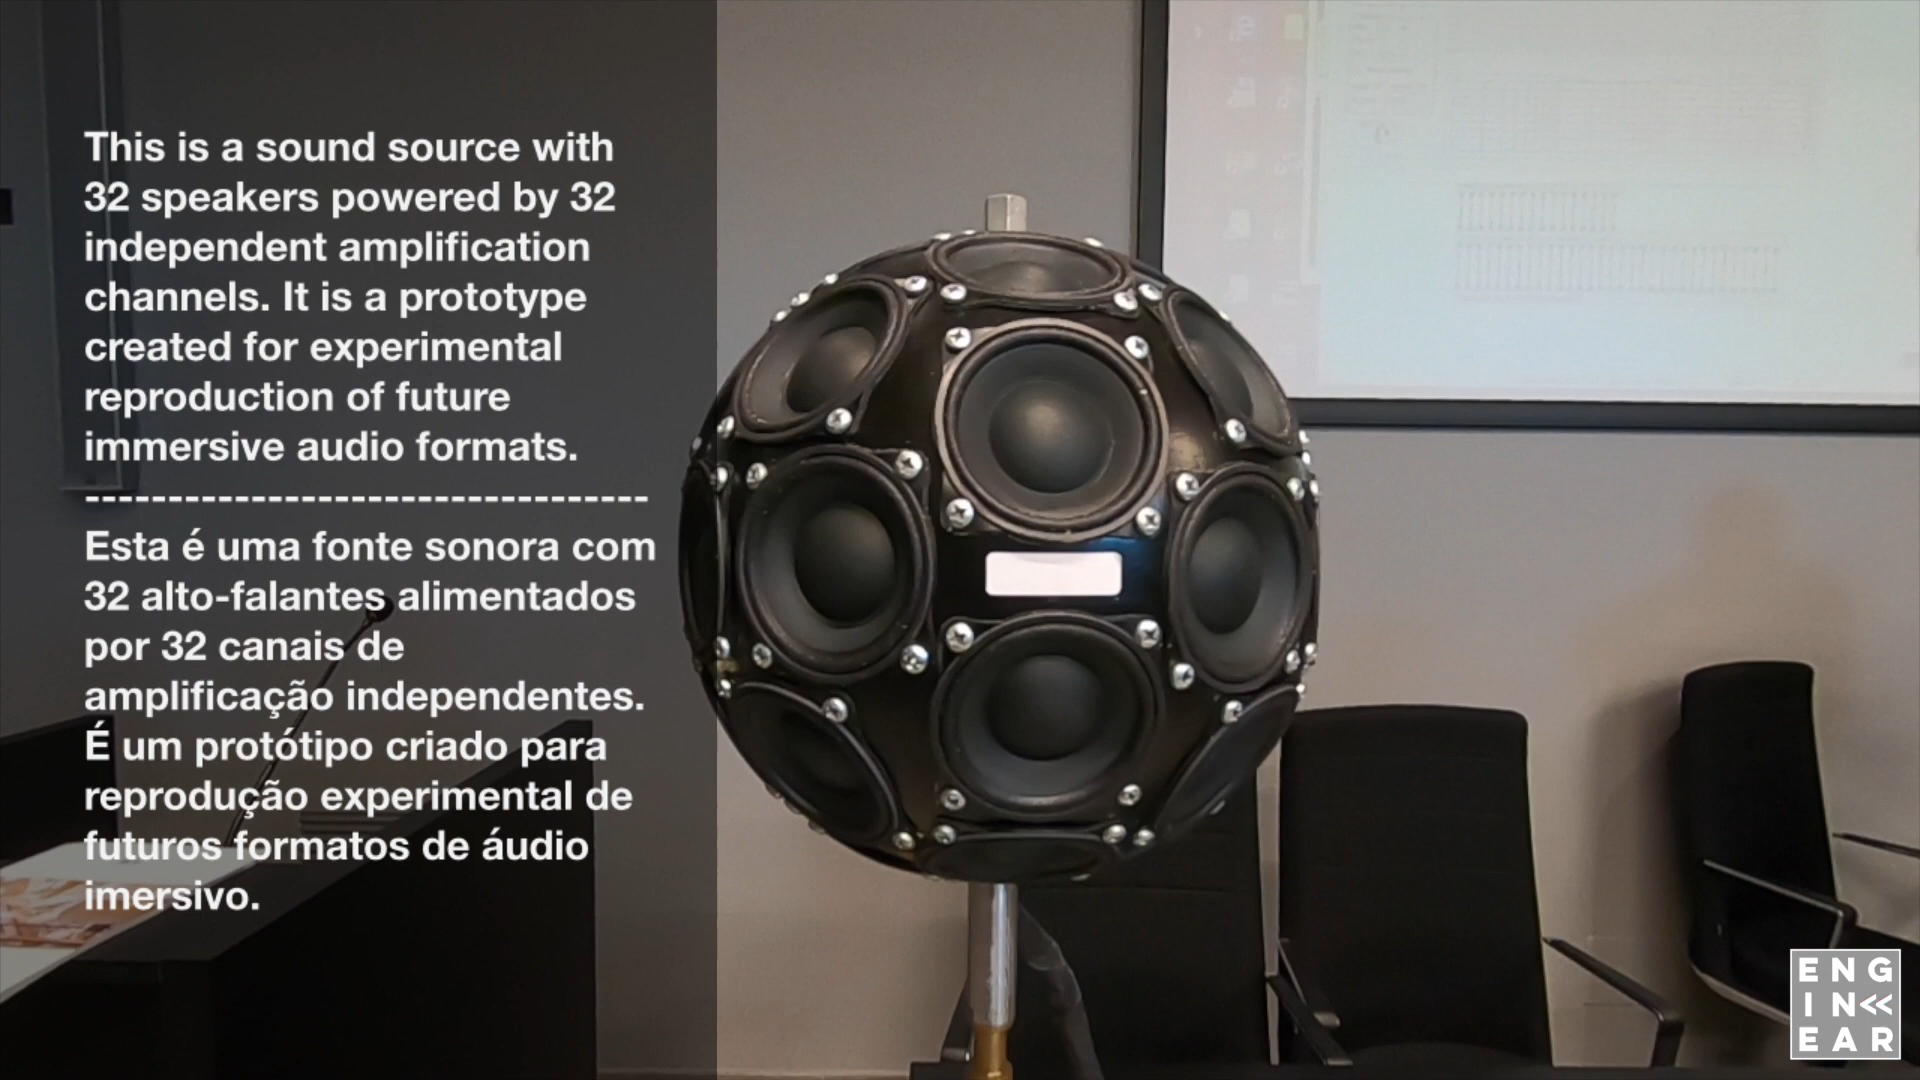 This is a sound source with
32 speakers powered by 32
independent amplification
channels. It is a prototype
created for experimental
reproduction of future
immersive audio formats.
----------------------------------
Esta é uma fonte sonora com
32 alto-falantes alimentados
por 32 canais de
amplificação independentes.
É um protótipo criado para
reprodução experimental de
futuros formatos de áudio
imersivo.
ENG
IN
EAR